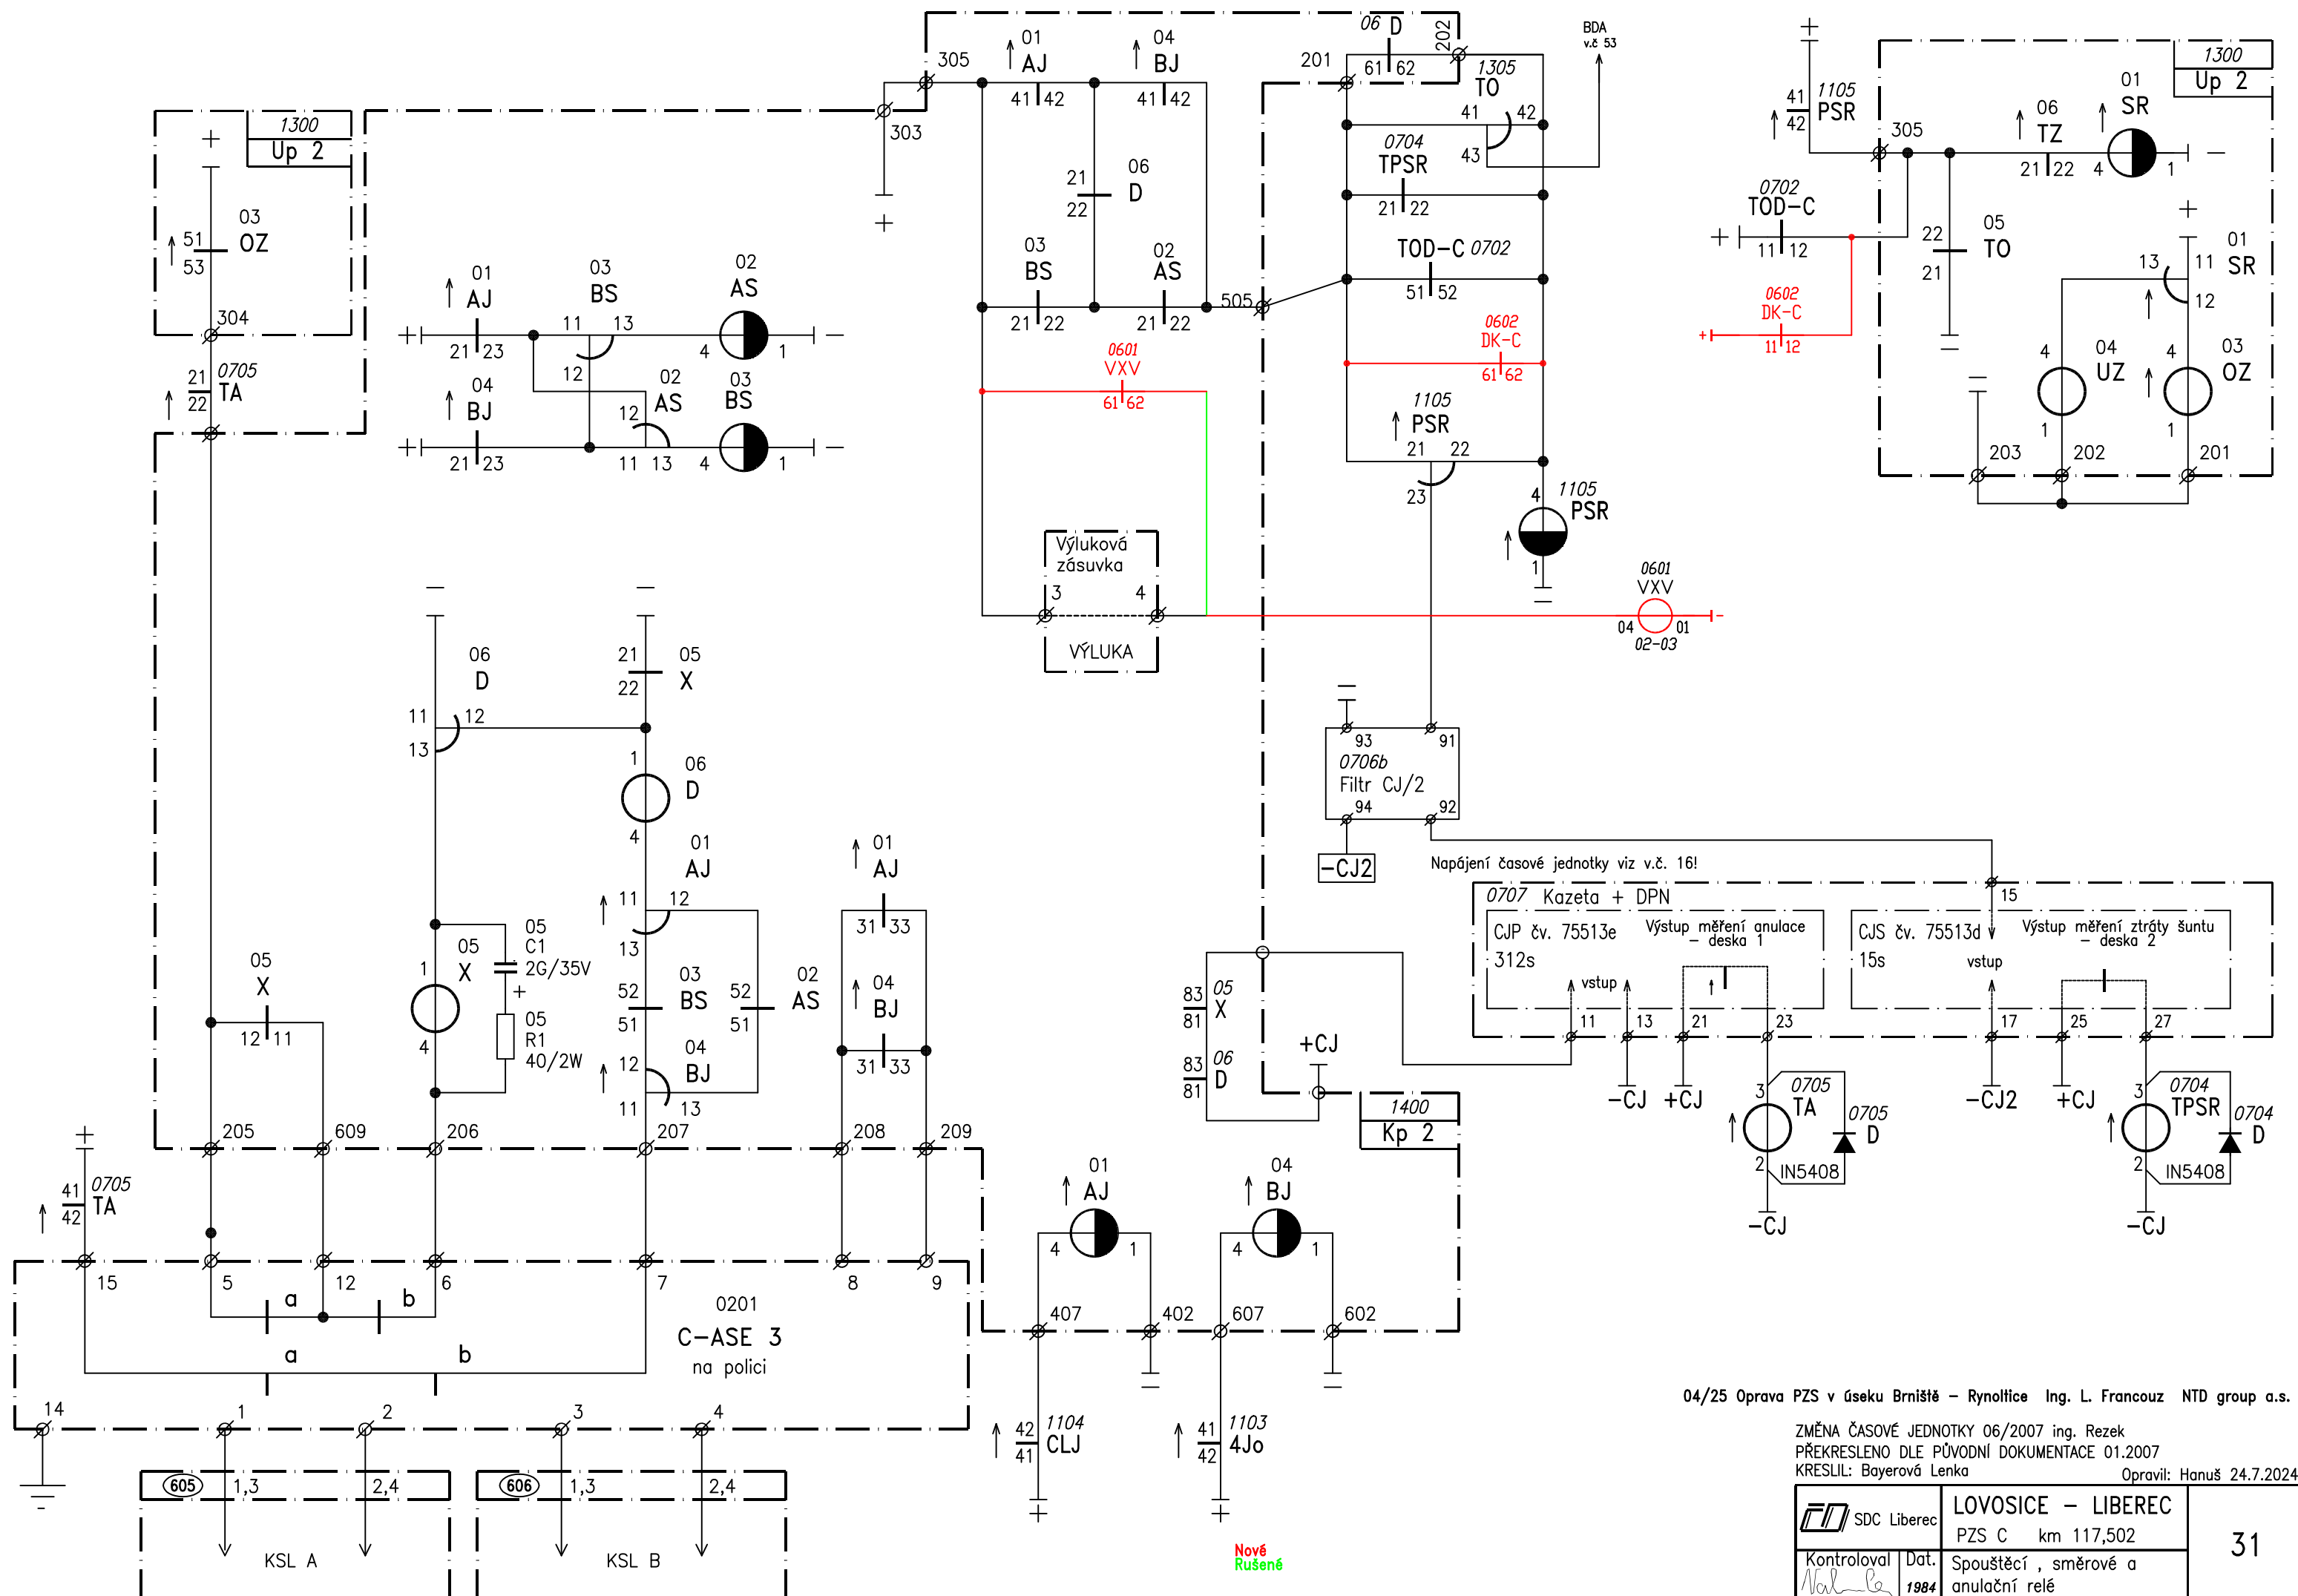 1300
Up 2
51
53
03
OZ
304
21
22
0705
TA
303
305
01
AJ
41 42
04
BJ
41 42
21
22
06
D
03
BS
21 22
02
AS
21 22
505
0601
VXV
61 62
01
AJ
21 23
03
BS
11 13
12
02
AS
4 1
04
BJ
21 23
02
AS
12
11 13
03
BS
4 1
Výluková
zásuvka
3 4
VÝLUKA
201
06 D
61 62
202
1305
TO
41 42
43
BDA
v.č 53
0704
TPSR
21 22
TOD-C 0702
51 52
0602
DK-C
61 62
1105
PSR
21 22
23
4 1105
PSR
1
0601
VXV
04 01
02-03
41
42
1105
PSR
305
0702
TOD-C
11 12
0602
DK-C
11 12
1300
Up 2
06
TZ
21 22
01
SR
4 1
22
21
05
TO
13 11
12
01
SR
4
04
UZ
1
4
03
OZ
1
203 202 201
06
D
11 12
13
21
22
05
X
1
06
D
4
01
AJ
11 12
13
52
51
03
BS
52
51
02
AS
12
04
BJ
11 13
05
X
12 11
1
05
X
4
05
C1
2G/35V
+
05
R1
40/2W
01
AJ
31 33
04
BJ
31 33
205 609 206 207 208 209
93 91
0706b
Filtr CJ/2
94 92
-CJ2
Napájení časové jednotky viz v.č. 16!
0707 Kazeta + DPN
15
CJP čv. 75513e
312s
Výstup měření anulace
- deska 1
vstup
CJS čv. 75513d
15s
vstup
Výstup měření ztráty šuntu
- deska 2
11 13 21 23 17 25 27
-CJ +CJ
-CJ2 +CJ
3
0705
TA
2
0705
D
IN5408
-CJ
3
0704
TPSR
2
0704
D
IN5408
-CJ
83
81
05
X
83
81
06
D
+CJ
1400
Kp 2
01
AJ
4 1
04
BJ
4 1
407 402 607 602
42
41
1104
CLJ
41
42
1103
4Jo
41
42
0705
TA
15 5 12 6 7 8 9
a b
a b
0201
C-ASE 3
na polici
14 1 2 3 4
605 1,3 2,4
606 1,3 2,4
KSL A
KSL B
Nové
Rušené
04/25 Oprava PZS v úseku Brniště - Rynoltice Ing. L. Francouz NTD group a.s.
ZMĚNA ČASOVÉ JEDNOTKY 06/2007 ing. Rezek
PŘEKRESLENO DLE PŮVODNÍ DOKUMENTACE 01.2007
KRESLIL: Bayerová Lenka
Opravil: Hanuš 24.7.2024
SDC Liberec
LOVOSICE - LIBEREC
PZS C km 117,502
31
Kontroloval
Dat.
1984
Spouštěcí , směrové a
anulační relé